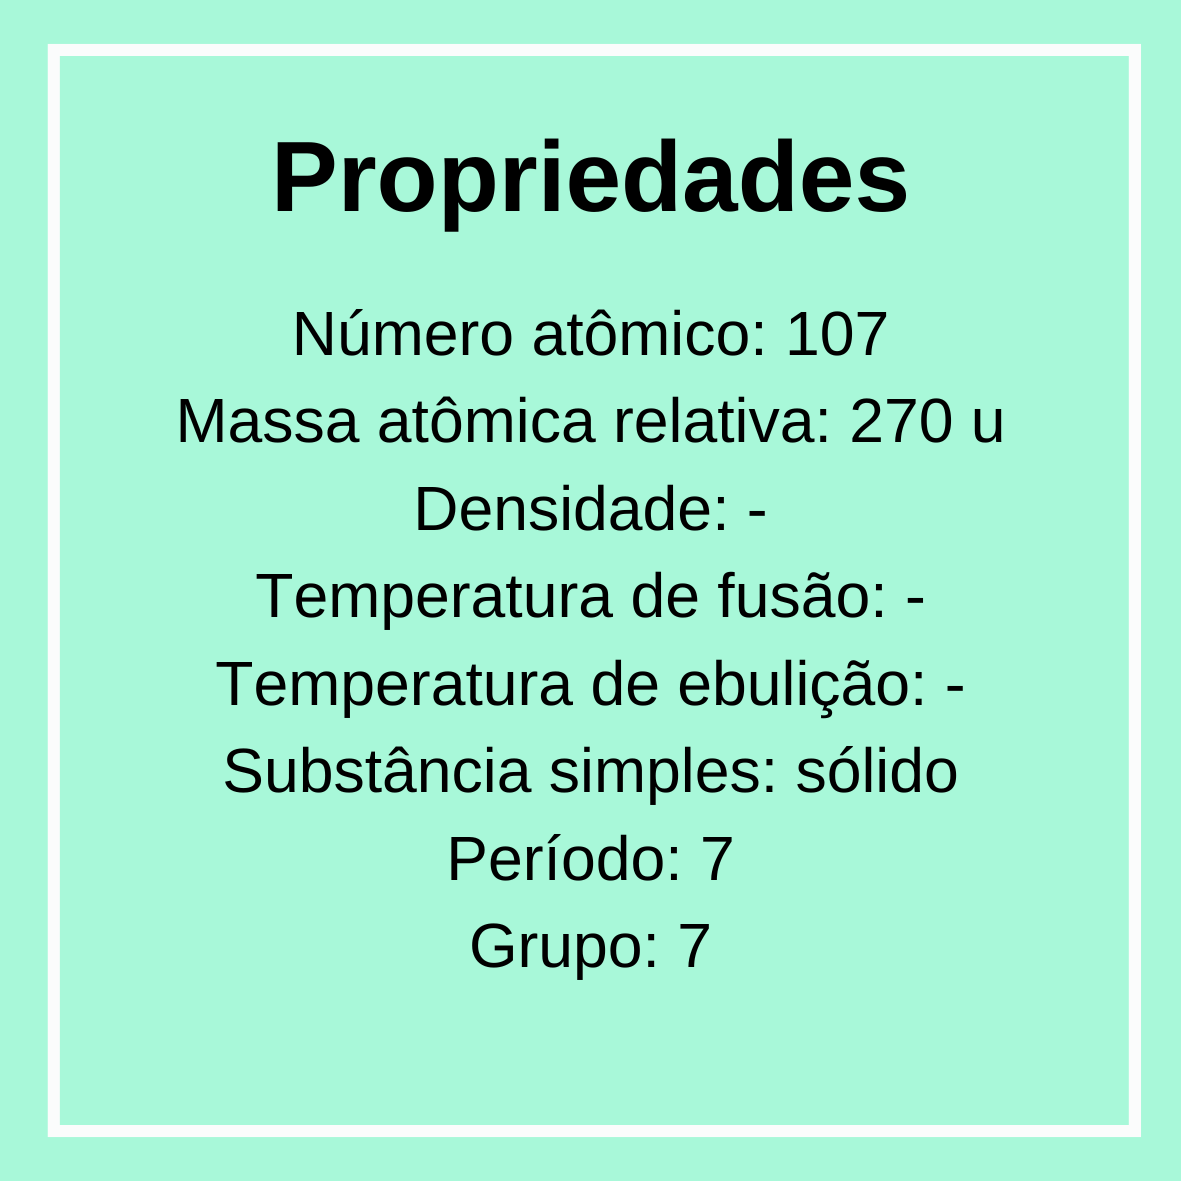 Propriedades
Número atômico: 107
Massa atômica relativa: 270 u
Densidade: -
Temperatura de fusão: -
Temperatura de ebulição: -
Substância simples: sólido
Período: 7
Grupo: 7